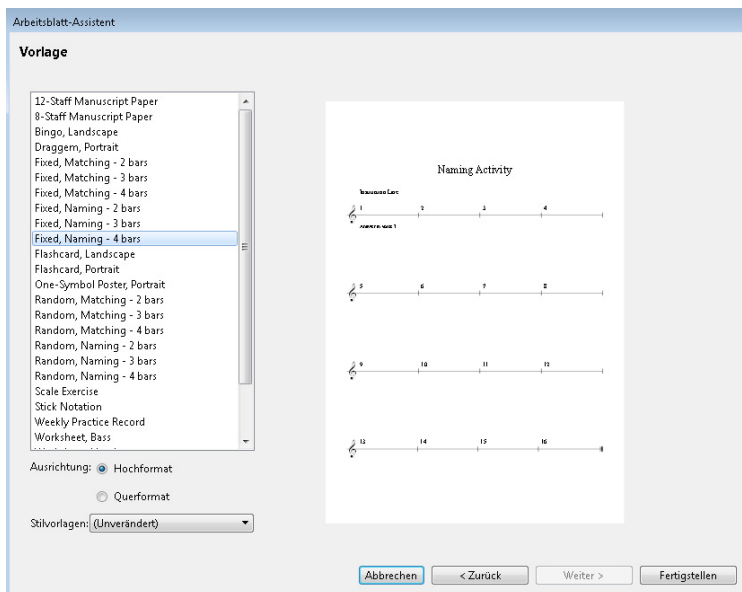 Arbeitsblatt-Assistent
Vorlage
12-Staff Manuscript Paper
8-Staff Manuscript Paper
Bingo, Landscape
Draggem, Portrait
Fixed, Matching - 2 bars
Fixed, Matching - 3 bars
Fixed, Matching - 4 bars
Fixed, Naming - 2 bars
Fixed, Naming - 3 bars
Fixed, Naming - 4 bars
Flashcard, Landscape
Flashcard, Portrait
One-Symbol Poster, Portrait
Random, Matching - 2 bars
Random, Matching - 3 bars
Random, Matching - 4 bars
Random, Naming - 2 bars
Random, Naming - 3 bars
Random, Naming - 4 bars
Scale Exercise
Stick Notation
Weekly Practice Record
Worksheet, Bass
Ausrichtung: Hochformat
Querformat
Stilvorlagen: (Unverändert)
Naming Activity
1 2 3 4
5 6 7 8
9 10 11 12
13 14 15 16
Abbrechen < Zurück Weiter > Fertigstellen